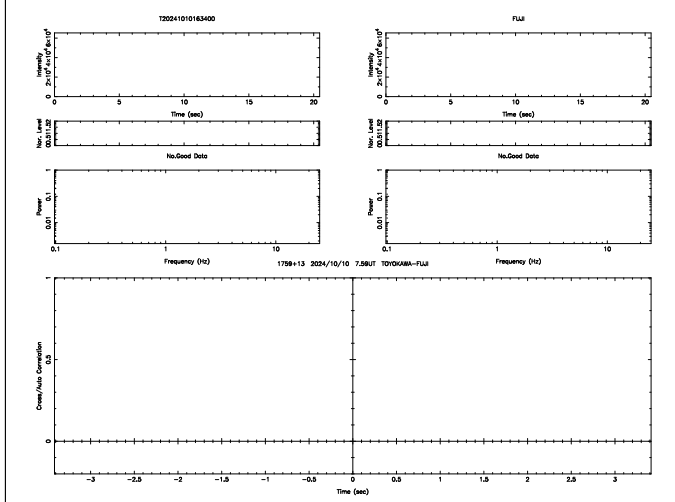 T20241010163400
FUJI
Intensity
0 2×10⁴ 4×10⁴ 6×10⁴
0 5 10 15 20
Time (sec)
Intensity
0 2×10⁴ 4×10⁴ 6×10⁴
0 5 10 15 20
Time (sec)
Nor. Level
00.511.52
Nor. Level
00.511.52
No.Good Data
No.Good Data
Power
0.01 0.1 1
0.1 1 10
Frequency (Hz)
Power
0.01 0.1 1
0.1 1 10
Frequency (Hz)
1759+13 2024/10/10 7.59UT TOYOKAWA-FUJI
Cross/Auto Correlation
0 0.5 1
-3 -2.5 -2 -1.5 -1 -0.5 0 0.5 1 1.5 2 2.5 3
Time (sec)